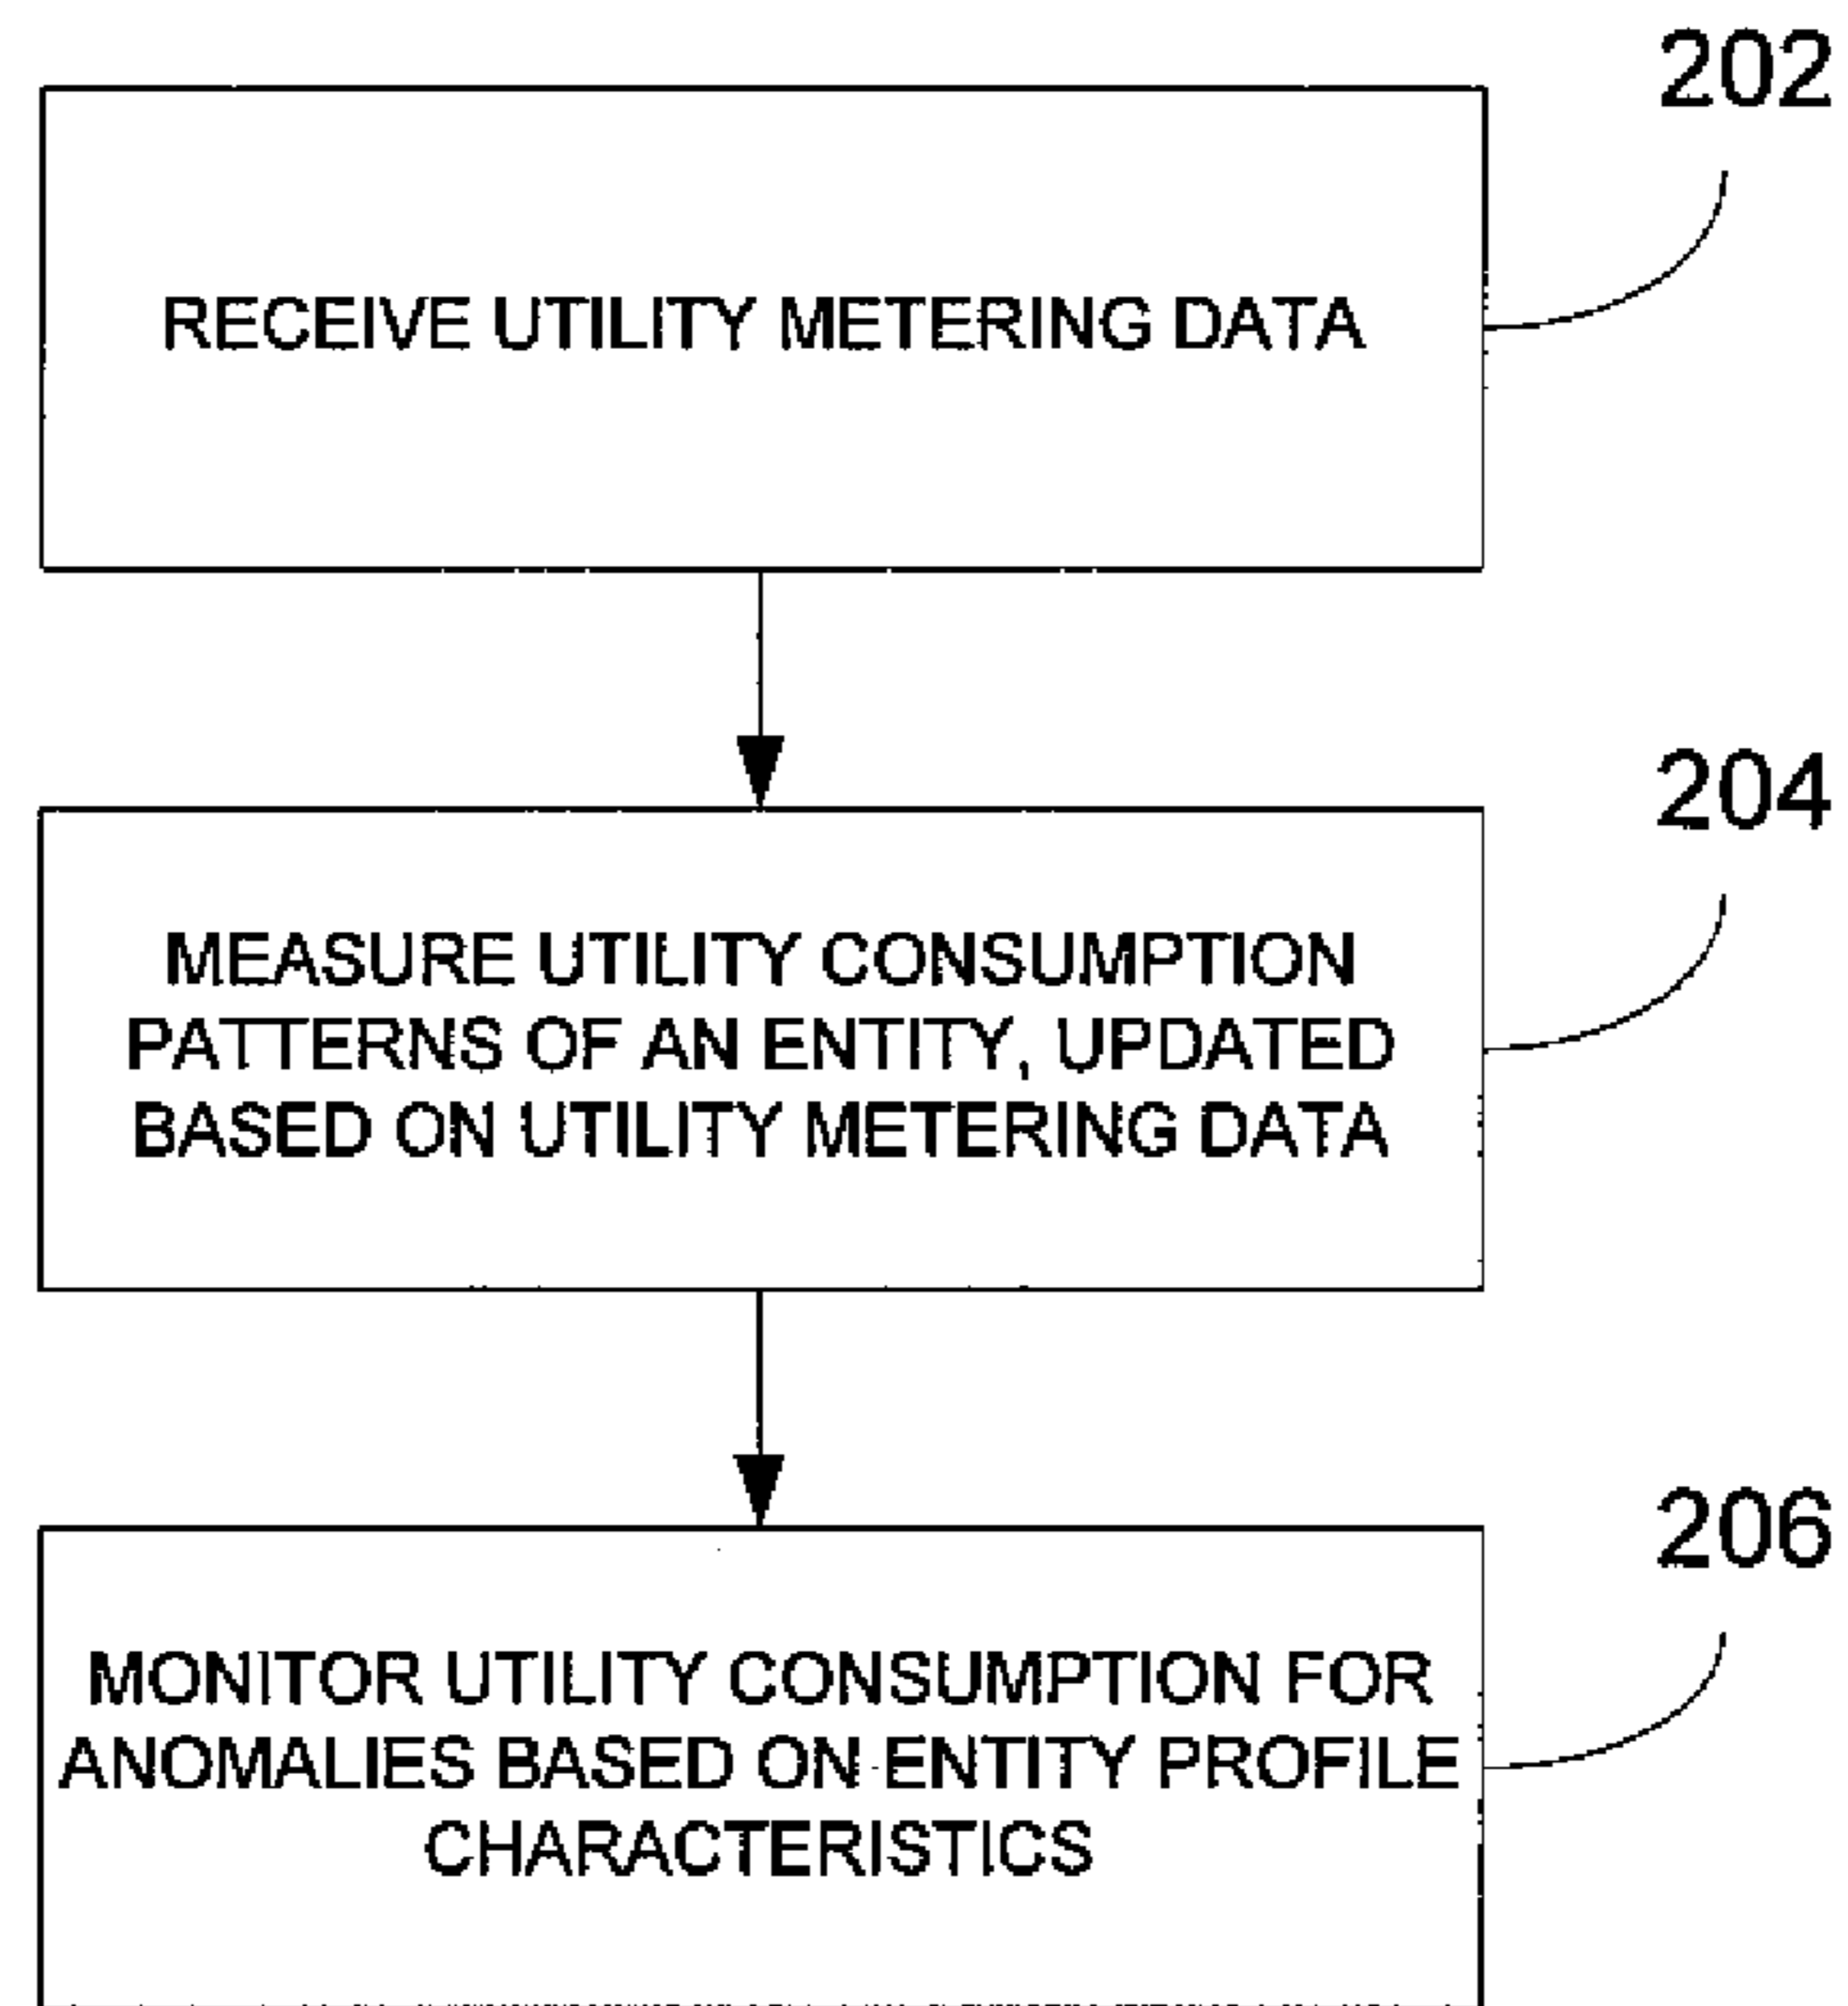 202
RECEIVE UTILITY METERING DATA
204
MEASURE UTILITY CONSUMPTION
PATTERNS OF AN ENTITY, UPDATED
BASED ON UTILITY METERING DATA
206
MONITOR UTILITY CONSUMPTION FOR
ANOMALIES BASED ON ENTITY PROFILE
CHARACTERISTICS